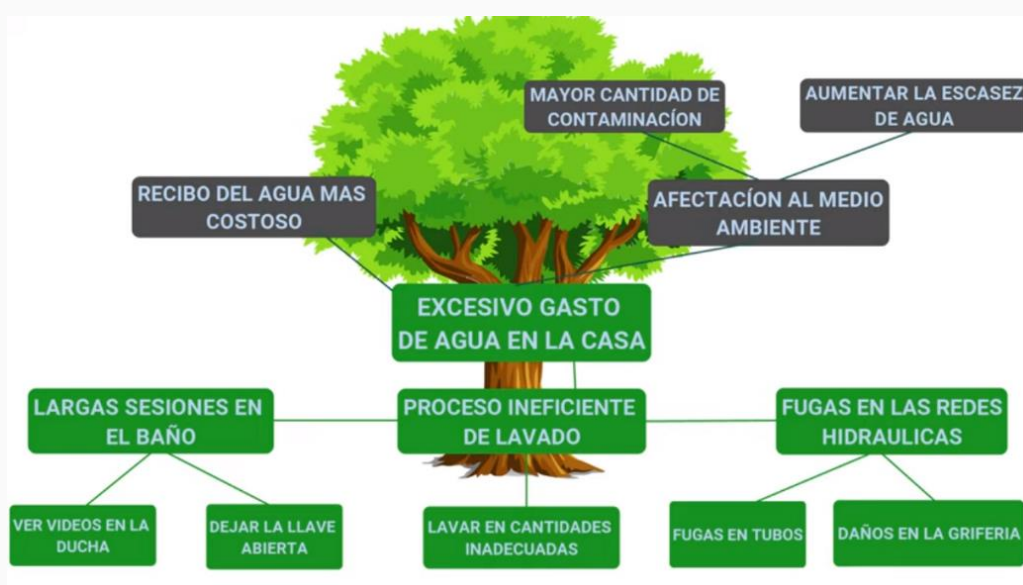 MAYOR CANTIDAD DE
CONTAMINACÍON
AUMENTAR LA ESCASEZ
DE AGUA
RECIBO DEL AGUA MAS
COSTOSO
AFECTACÍON AL MEDIO
AMBIENTE
EXCESIVO GASTO
DE AGUA EN LA CASA
LARGAS SESIONES EN
EL BAÑO
PROCESO INEFICIENTE
DE LAVADO
FUGAS EN LAS REDES
HIDRAULICAS
VER VIDEOS EN LA
DUCHA
DEJAR LA LLAVE
ABIERTA
LAVAR EN CANTIDADES
INADECUADAS
FUGAS EN TUBOS
DAÑOS EN LA GRIFERIA